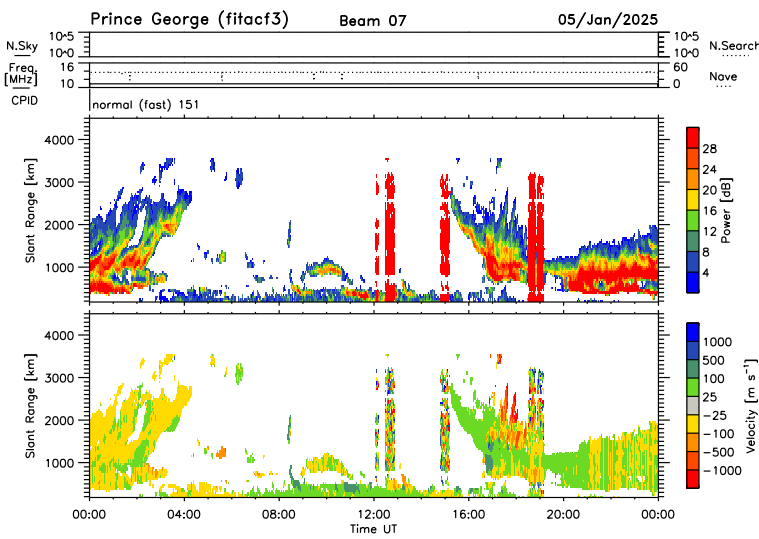 Prince George (fitacf3) Beam 07 05/Jan/2025
N.Sky 10^5 10^5 N.Search
10^0 10^0
Freq. 16 60 Nave
[MHz] 10 0
CPID normal (fast) 151
Slant Range [km]
4000
3000
2000
1000
28
24
20
16
12
8
4
Power [dB]
Slant Range [km]
4000
3000
2000
1000
1000
500
100
25
−25
−100
−500
−1000
Velocity [m s⁻¹]
00:00 04:00 08:00 12:00 16:00 20:00 00:00
Time UT